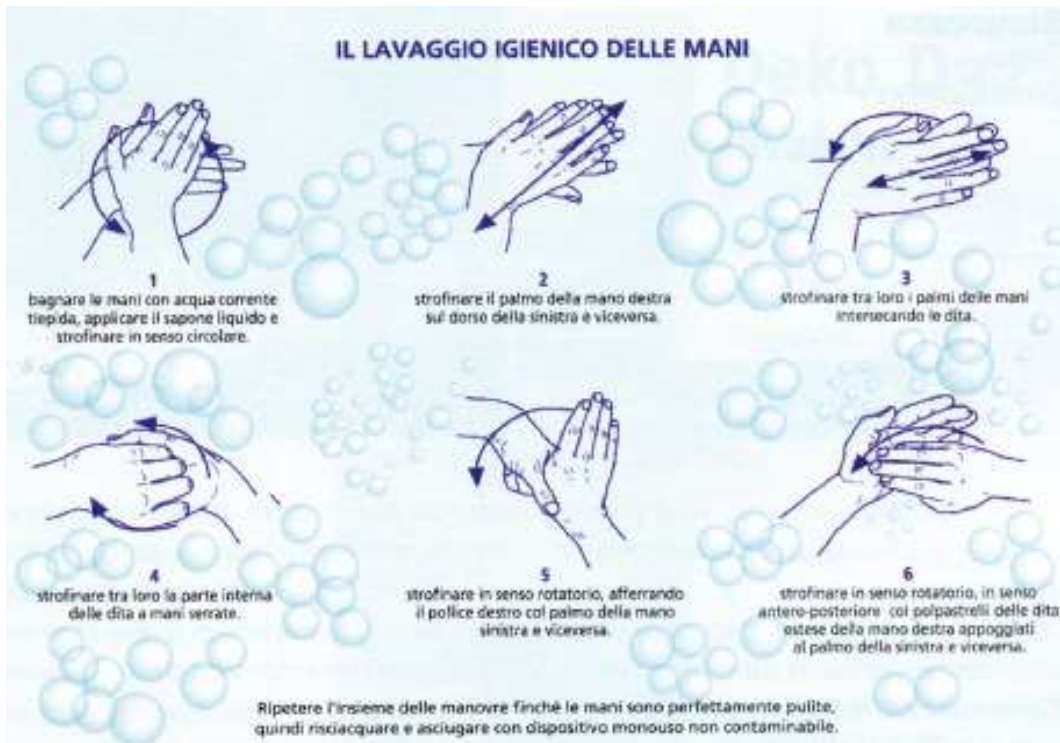 IL LAVAGGIO IGIENICO DELLE MANI
1
bagnare le mani con acqua corrente
tiepida, applicare il sapone liquido e
strofinare in senso circolare.
2
strofinare il palmo della mano destra
sul dorso della sinistra e viceversa.
3
strofinare tra loro i palmi delle mani
intersecando le dita.
4
strofinare tra loro la parte interna
delle dita a mani serrate.
5
strofinare in senso rotatorio, afferrando
il pollice destro col palmo della mano
sinistra e viceversa.
6
strofinare in senso rotatorio, in senso
antero-posteriore coi polpastrelli delle dita
estese della mano destra appoggiati
al palmo della sinistra e viceversa.
Ripetere l'insieme delle manovre finché le mani sono perfettamente pulite,
quindi risciacquare e asciugare con dispositivo monouso non contaminabile.